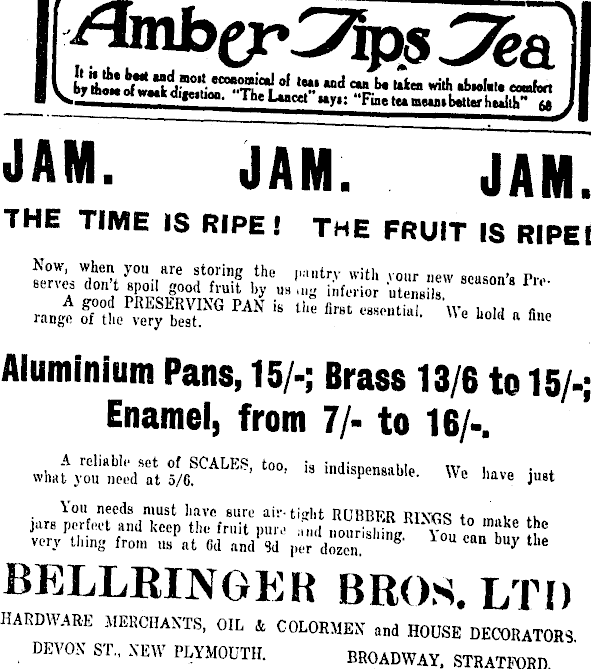 Amber Tips Tea
It is the best and most economical of teas and can be taken with absolute comfort
by those of weak digestion. "The Lancet" says: "Fine tea means better health" 68
JAM. JAM. JAM.
THE TIME IS RIPE! THE FRUIT IS RIPE!
Now, when you are storing the pantry with your new season's Pre-
serves don't spoil good fruit by using inferior utensils.
A good PRESERVING PAN is the first essential. We hold a fine
range of the very best.
Aluminium Pans, 15/-; Brass 13/6 to 15/-;
Enamel, from 7/- to 16/-.
A reliable set of SCALES, too, is indispensable. We have just
what you need at 5/6.
You needs must have sure air-tight RUBBER RINGS to make the
jars perfect and keep the fruit pure and nourishing. You can buy the
very thing from us at 6d and 8d per dozen.
BELLRINGER BROS. LTD
HARDWARE MERCHANTS, OIL & COLORMEN and HOUSE DECORATORS.
DEVON ST., NEW PLYMOUTH. BROADWAY, STRATFORD.